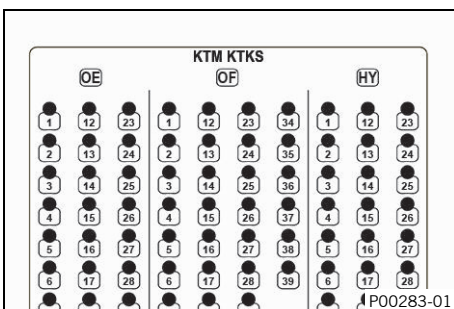 KTM KTKS
OE OF HY
1 12 23 1 12 23 34 1 12 23
2 13 24 2 13 24 35 2 13 24
3 14 25 3 14 25 36 3 14 25
4 15 26 4 15 26 37 4 15 26
5 16 27 5 16 27 38 5 16 27
6 17 28 6 17 28 39 6 17 28
P00283-01